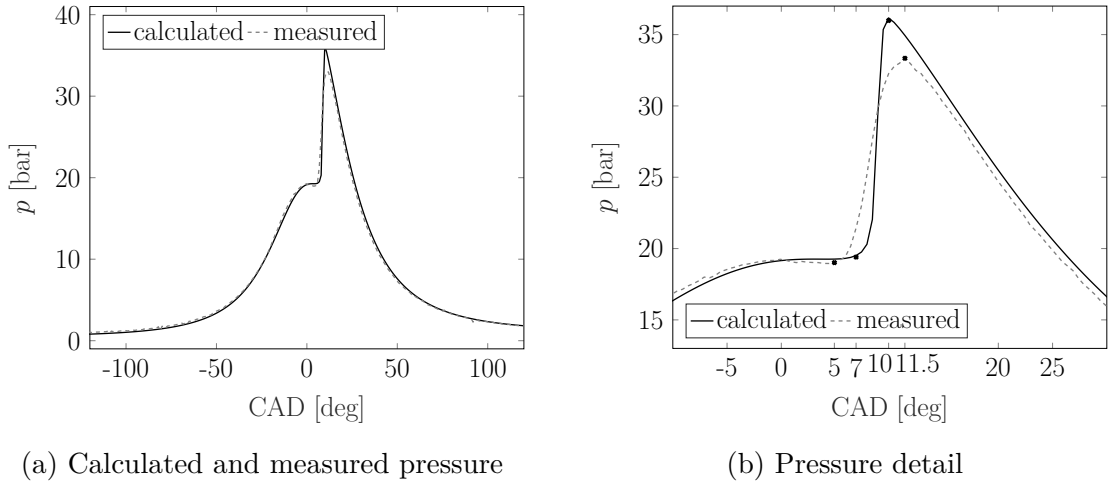 40
30
20
10
0
p [bar]
calculated measured
-100 -50 0 50 100
CAD [deg]
(a) Calculated and measured pressure
35
30
25
20
15
p [bar]
calculated measured
-5 0 5 7 10 11.5 20 25
CAD [deg]
(b) Pressure detail